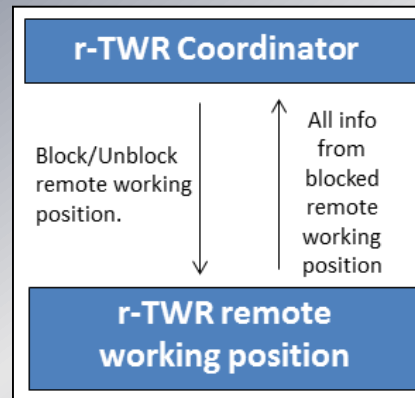 r-TWR Coordinator
Block/Unblock
remote working
position.
All info
from
blocked
remote
working
position
r-TWR remote
working position